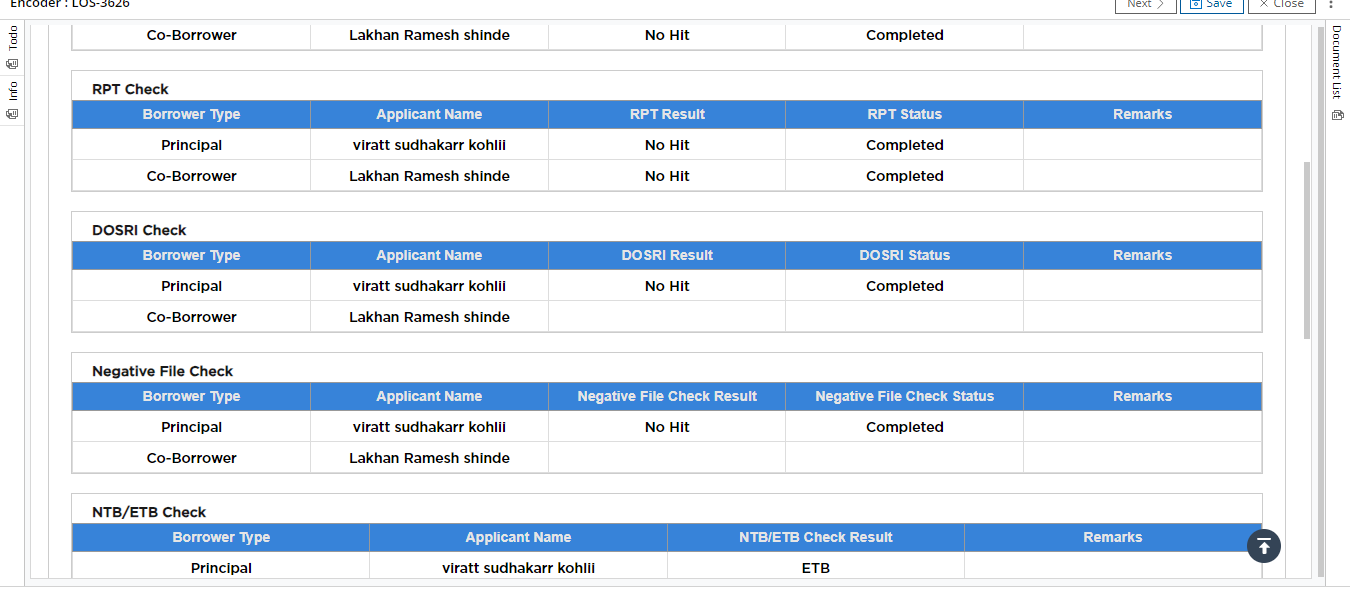 Encoder : LOS-3626
Next
Save
Close
Todo
Info
Document List
Co-Borrower Lakhan Ramesh shinde No Hit Completed
RPT Check
Borrower Type Applicant Name RPT Result RPT Status Remarks
Principal viratt sudhakarr kohlii No Hit Completed
Co-Borrower Lakhan Ramesh shinde No Hit Completed
DOSRI Check
Borrower Type Applicant Name DOSRI Result DOSRI Status Remarks
Principal viratt sudhakarr kohlii No Hit Completed
Co-Borrower Lakhan Ramesh shinde
Negative File Check
Borrower Type Applicant Name Negative File Check Result Negative File Check Status Remarks
Principal viratt sudhakarr kohlii No Hit Completed
Co-Borrower Lakhan Ramesh shinde
NTB/ETB Check
Borrower Type Applicant Name NTB/ETB Check Result Remarks
Principal viratt sudhakarr kohlii ETB